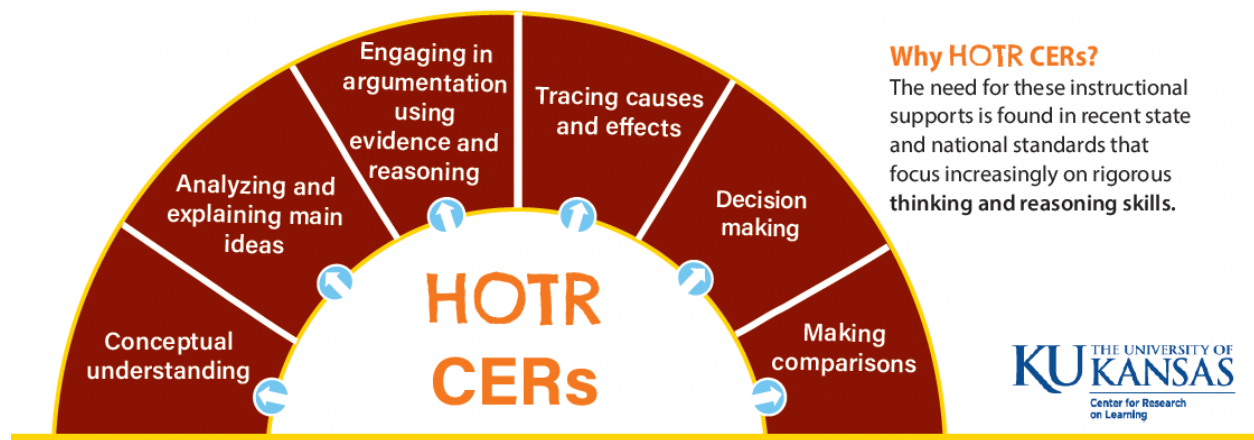 Conceptual
understanding
Analyzing and
explaining main
ideas
Engaging in
argumentation
using
evidence and
reasoning
Tracing causes
and effects
Decision
making
Making
comparisons
HOTR
CERs
Why HOTR CERs?
The need for these instructional
supports is found in recent state
and national standards that
focus increasingly on rigorous
thinking and reasoning skills.
KU THE UNIVERSITY OF
KANSAS
Center for Research
on Learning